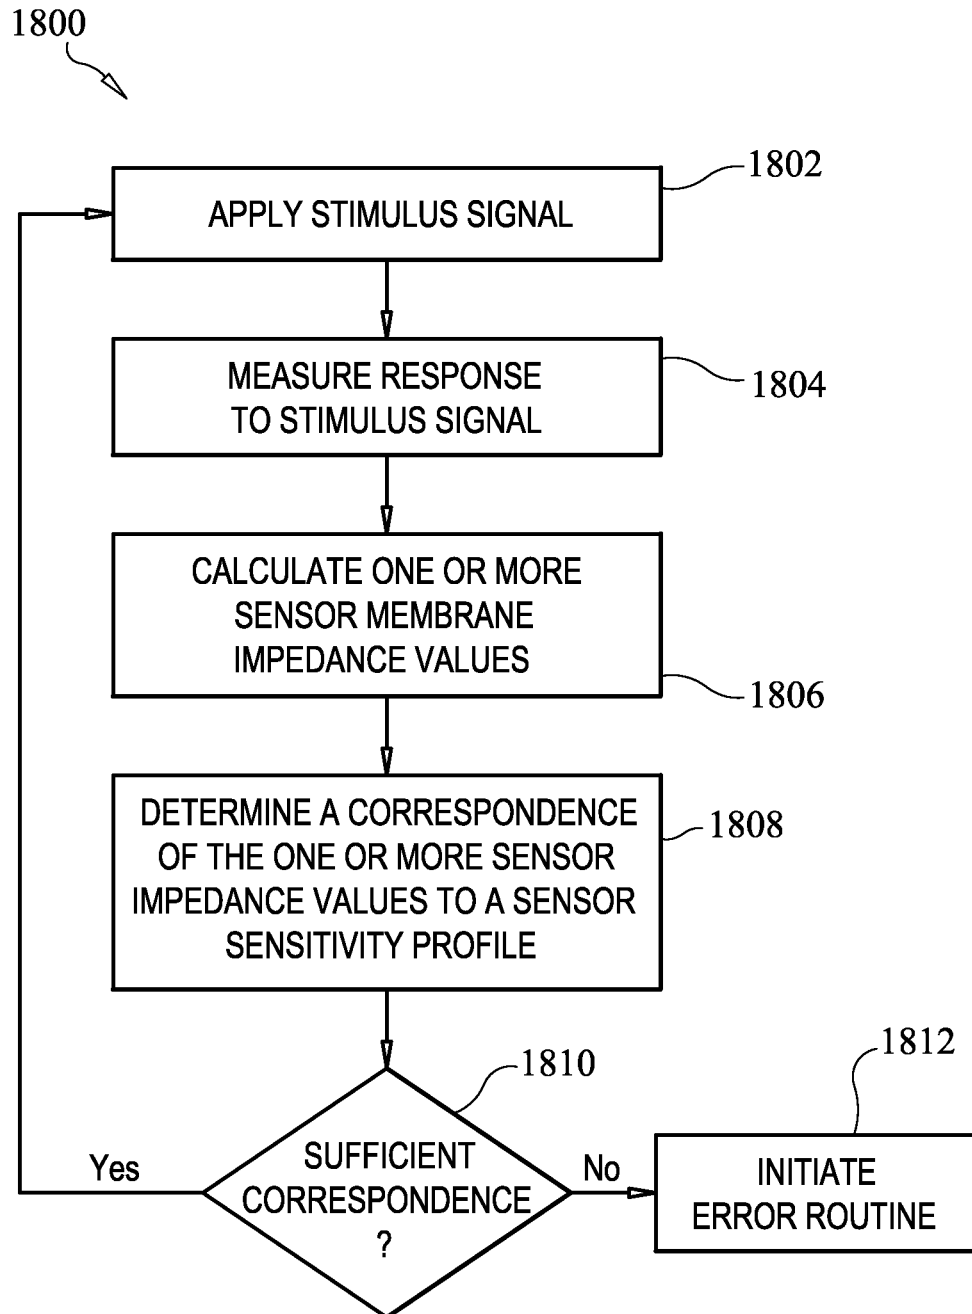 1800
1802
APPLY STIMULUS SIGNAL
MEASURE RESPONSE
TO STIMULUS SIGNAL
1804
CALCULATE ONE OR MORE
SENSOR MEMBRANE
IMPEDANCE VALUES
1806
DETERMINE A CORRESPONDENCE
OF THE ONE OR MORE SENSOR
IMPEDANCE VALUES TO A SENSOR
SENSITIVITY PROFILE
1808
1810
SUFFICIENT
CORRESPONDENCE
?
Yes
No
1812
INITIATE
ERROR ROUTINE